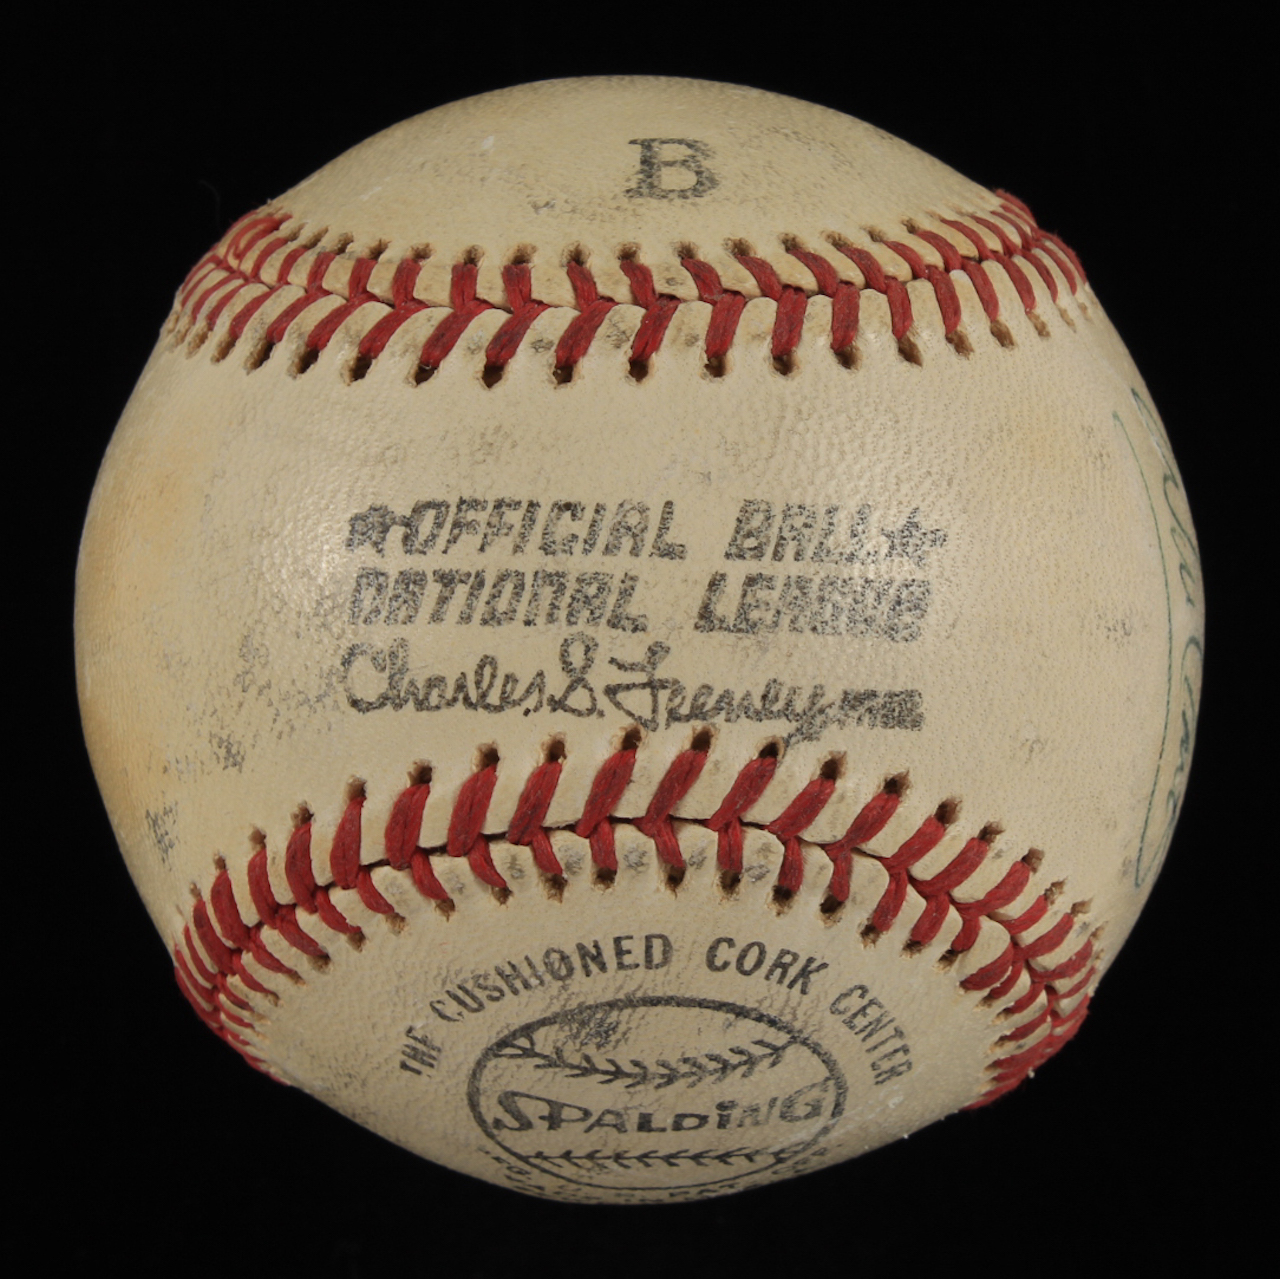 B
OFFICIAL BALL
NATIONAL LEAGUE
Charles S. Feeney
THE CUSHIONED CORK CENTER
SPALDING